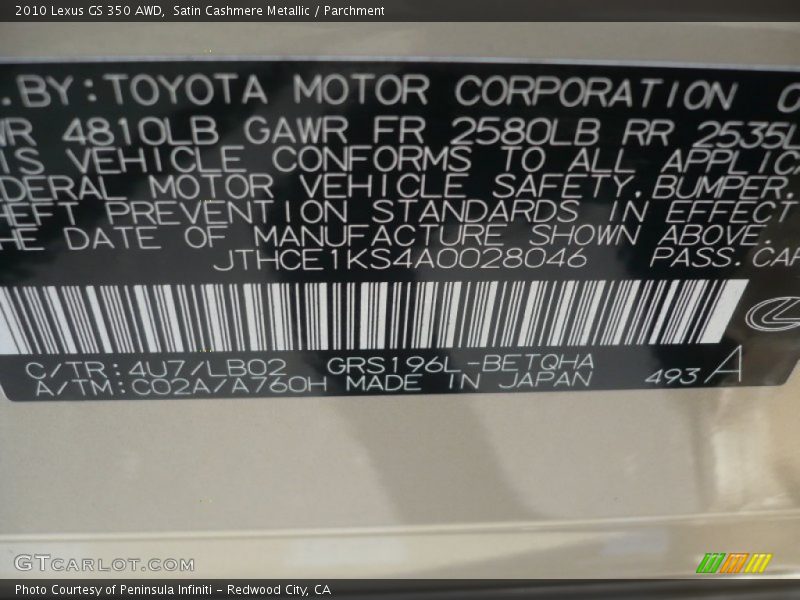 2010 Lexus GS 350 AWD, Satin Cashmere Metallic / Parchment
.BY:TOYOTA MOTOR CORPORATION
4810LB GAWR FR 2580LB RR 2535L
VEHICLE CONFORMS TO ALL APPLIC
DERAL MOTOR VEHICLE SAFETY, BUMPER,
HEFT PREVENTION STANDARDS IN EFFECT
HE DATE OF MANUFACTURE SHOWN ABOVE.
JTHCE1KS4A0028046 PASS.CAR
C/TR:4U7/LB02 GRS196L-BETQHA
A/TM:C02A/A760H MADE IN JAPAN 493 A
GTCARLOT.COM
Photo Courtesy of Peninsula Infiniti - Redwood City, CA